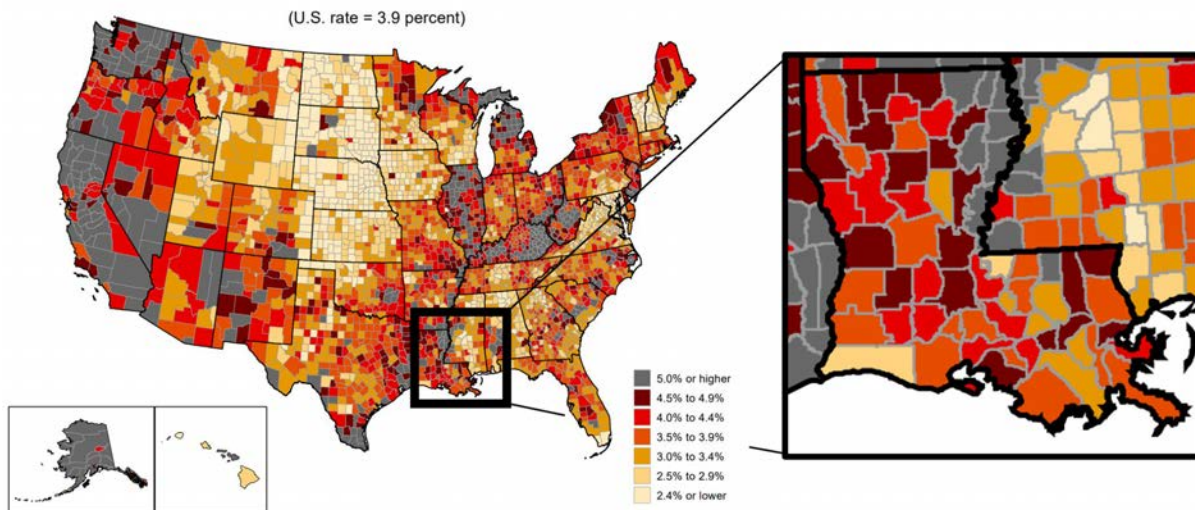 (U.S. rate = 3.9 percent)
5.0% or higher
4.5% to 4.9%
4.0% to 4.4%
3.5% to 3.9%
3.0% to 3.4%
2.5% to 2.9%
2.4% or lower